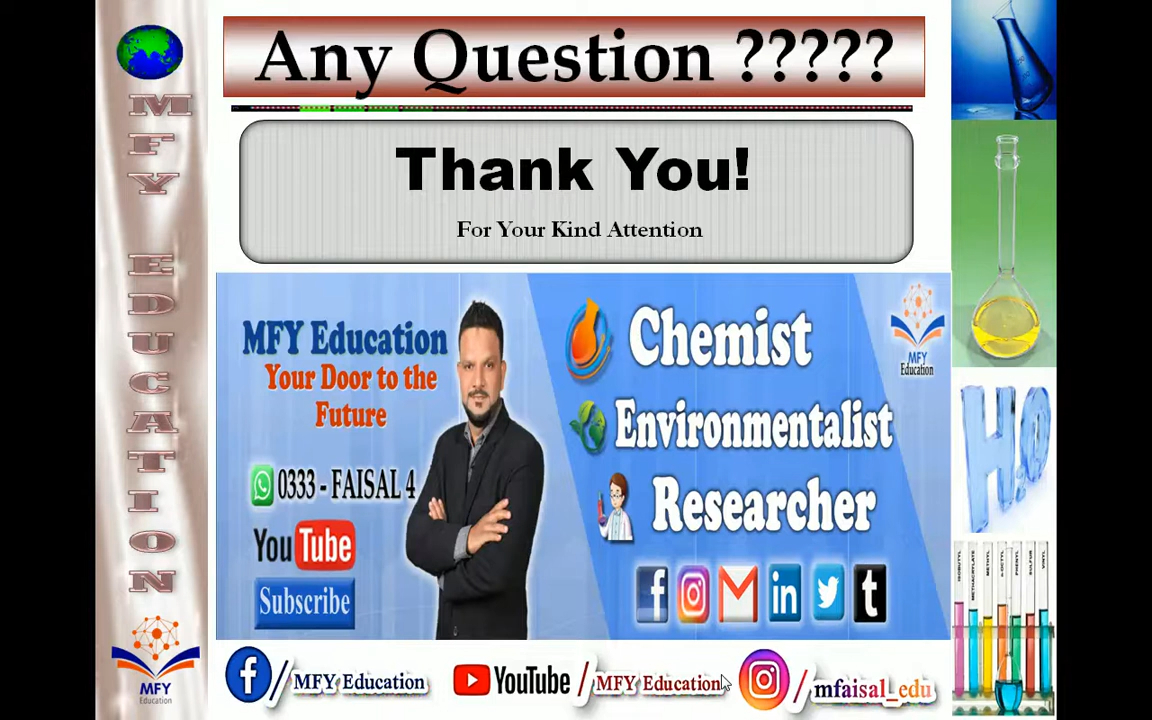 MFY EDUCATION
Any Question ?????
Thank You!
For Your Kind Attention
MFY Education
Your Door to the
Future
0333 - FAISAL 4
YouTube
Subscribe
Chemist
Environmentalist
Researcher
MFY
Education
MFY
Education
/ MFY Education
YouTube / MFY Education
/ mfaisal_edu